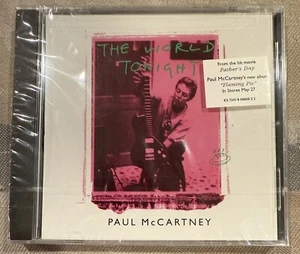 THE WORLD
TONIGHT
From the hit movie
Father's Day
Paul McCartney's new album
"Flaming Pie"
In Stores May 27
PAUL McCARTNEY